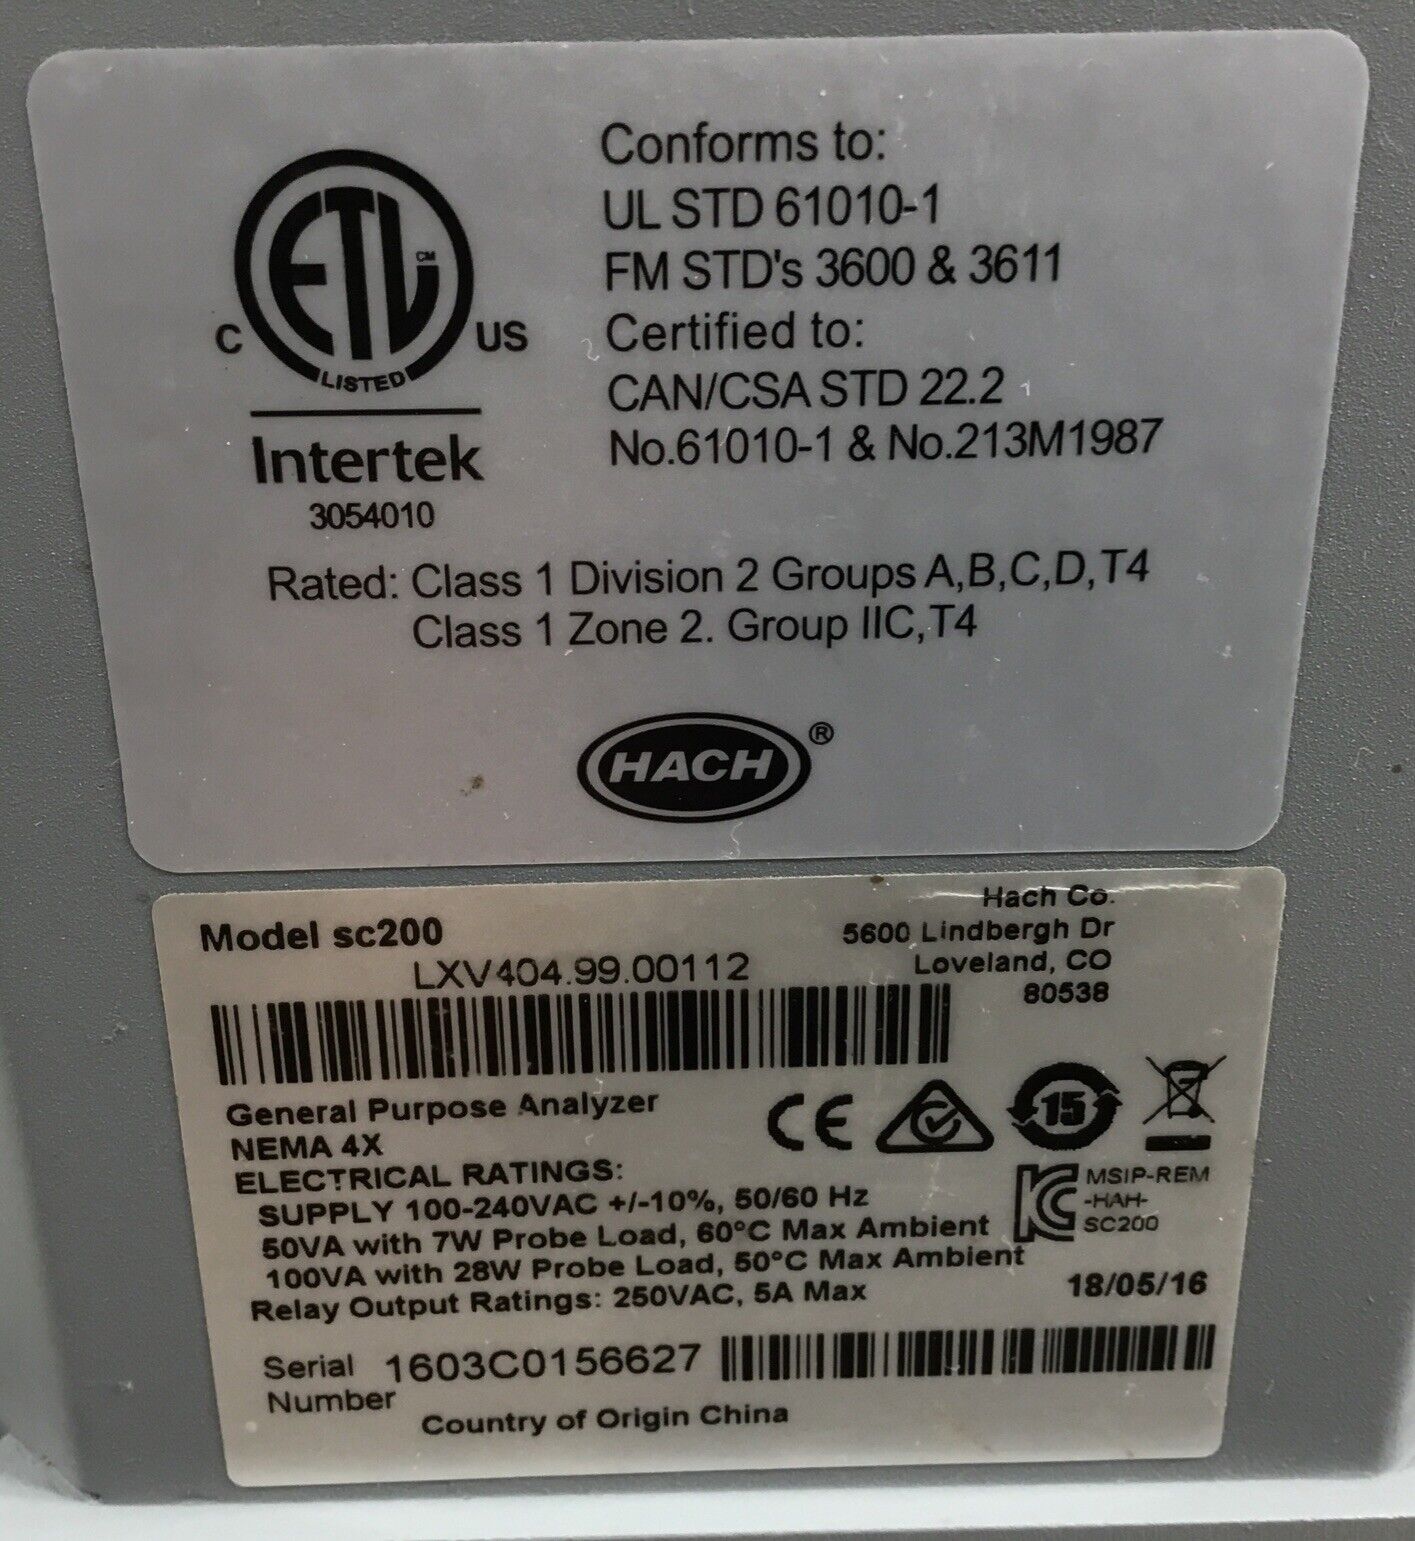 Conforms to:
UL STD 61010-1
FM STD's 3600 & 3611
Certified to:
CAN/CSA STD 22.2
No.61010-1 & No.213M1987
C ETL CM US
LISTED
Intertek
3054010
Rated: Class 1 Division 2 Groups A,B,C,D,T4
Class 1 Zone 2. Group IIC,T4
HACH®
Model sc200
LXV404.99.00112
Hach Co.
5600 Lindbergh Dr
Loveland, CO
80538
General Purpose Analyzer
NEMA 4X
ELECTRICAL RATINGS:
SUPPLY 100-240VAC +/-10%, 50/60 Hz
50VA with 7W Probe Load, 60°C Max Ambient
100VA with 28W Probe Load, 50°C Max Ambient
Relay Output Ratings: 250VAC, 5A Max
CE
15
KC
MSIP-REM
-HAH-
SC200
18/05/16
Serial Number 1603C0156627
Country of Origin China